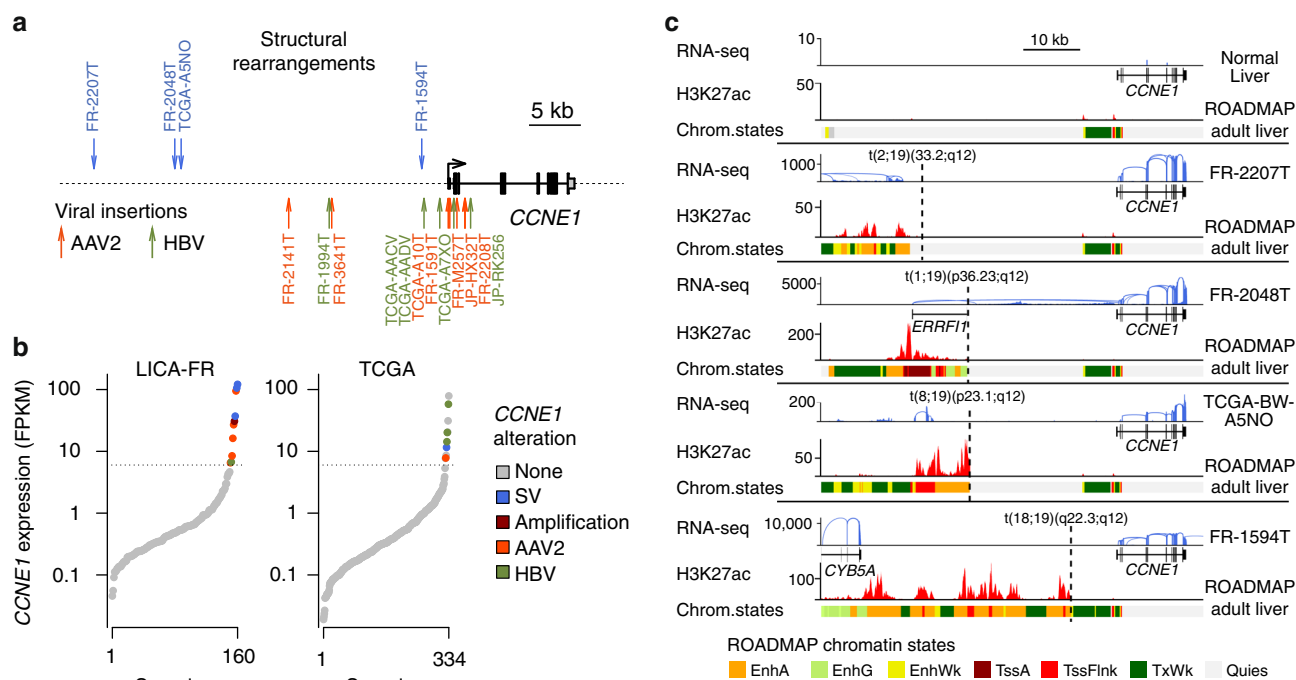 a
Structural
rearrangements
FR-2207T
FR-2048T
TCGA-A5NO
FR-1594T
5 kb
CCNE1
Viral insertions
AAV2
HBV
FR-2141T
FR-1994T
FR-3641T
TCGA-AACV
TCGA-AADV
TCGA-A10T
FR-1591T
TCGA-A7XO
FR-M257T
JP-HX32T
FR-2208T
JP-RK256
b
LICA-FR
TCGA
CCNE1 expression (FPKM)
100
10
1
0.1
1
160
100
10
1
0.1
1
334
CCNE1
alteration
None
SV
Amplification
AAV2
HBV
c
10 kb
RNA-seq
10
Normal
Liver
CCNE1
H3K27ac
50
ROADMAP
Chrom.states
adult liver
RNA-seq
1000
t(2;19)(33.2;q12)
FR-2207T
CCNE1
H3K27ac
50
ROADMAP
Chrom.states
adult liver
RNA-seq
5000
t(1;19)(p36.23;q12)
FR-2048T
ERRFI1
CCNE1
H3K27ac
200
ROADMAP
Chrom.states
adult liver
RNA-seq
200
t(8;19)(p23.1;q12)
TCGA-BW-
A5NO
CCNE1
H3K27ac
50
ROADMAP
Chrom.states
adult liver
RNA-seq
10,000
t(18;19)(q22.3;q12)
FR-1594T
CYB5A
CCNE1
H3K27ac
100
ROADMAP
Chrom.states
adult liver
ROADMAP chromatin states
EnhA
EnhG
EnhWk
TssA
TssFlnk
TxWk
Quies